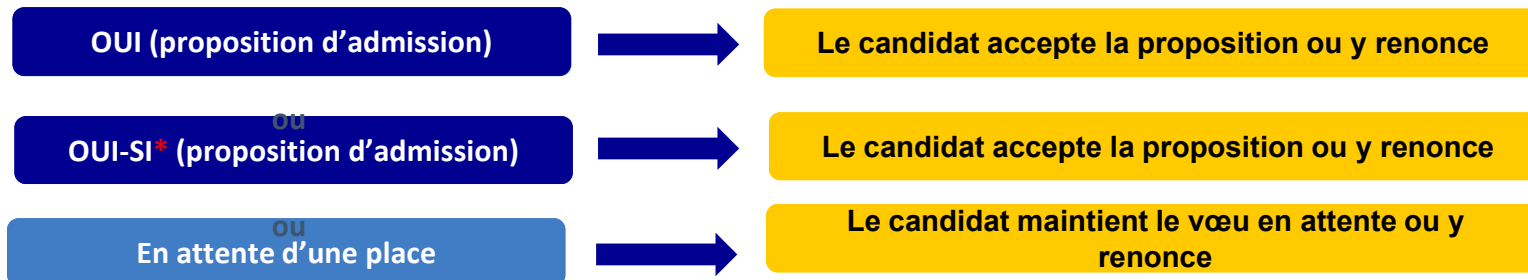 OUI (proposition d’admission)
Le candidat accepte la proposition ou y renonce
ou
OUI-SI* (proposition d’admission)
Le candidat accepte la proposition ou y renonce
ou
En attente d’une place
Le candidat maintient le vœu en attente ou y
renonce